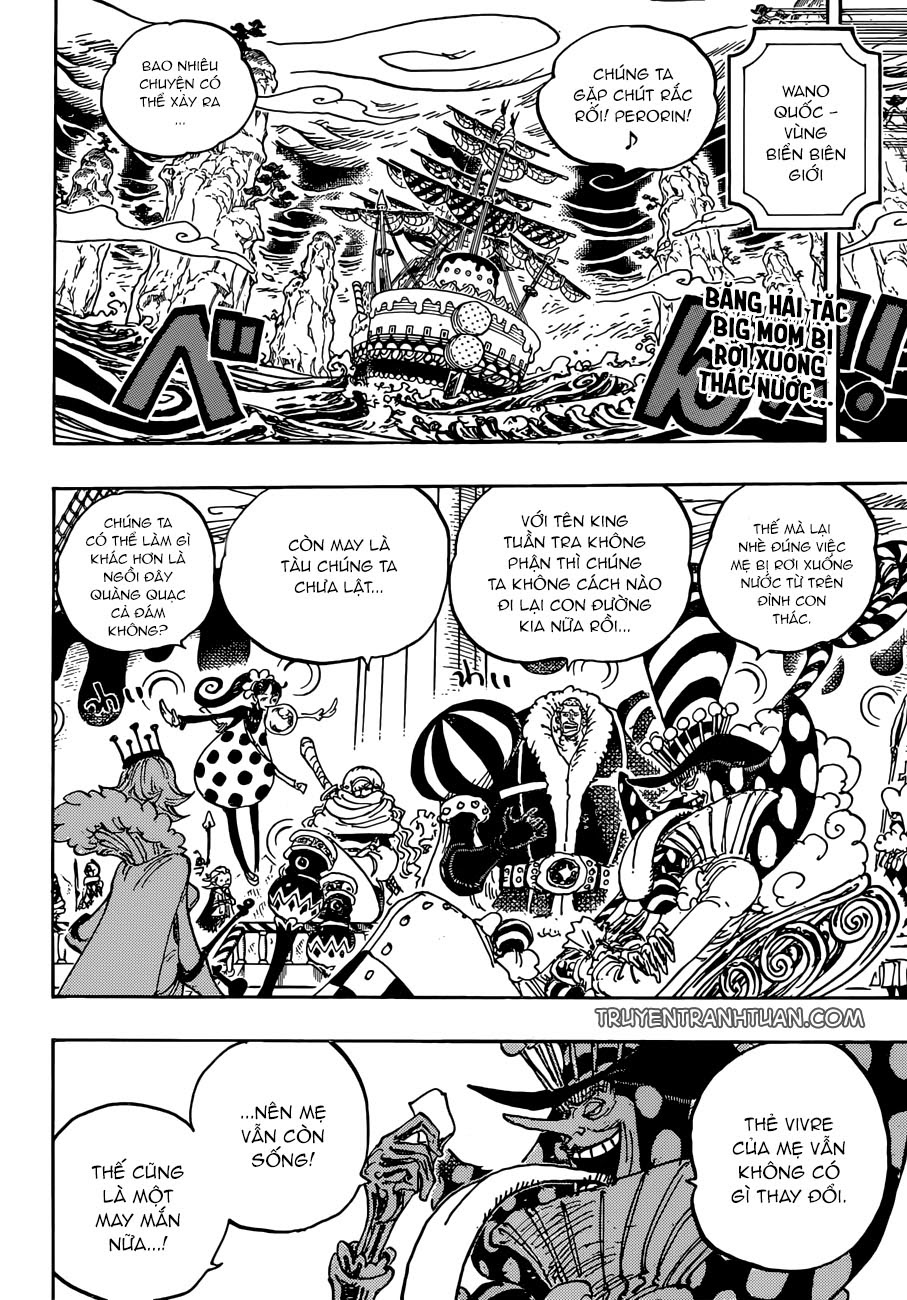 WANO
QUỐC –
VÙNG
BIỂN BIÊN
GIỚI
CHÚNG TA
GẶP CHÚT RẮC
RỐI! PERORIN!
♪
BAO NHIÊU
CHUYỆN CÓ
THỂ XẢY RA
...
BĂNG HẢI TẶC
BIG MOM BỊ
RƠI XUỐNG
THÁC NƯỚC...
THẾ MÀ LẠI
NHÈ ĐÚNG VIỆC
MẸ BỊ RƠI XUỐNG
NƯỚC TỪ TRÊN
ĐỈNH CON
THÁC.
VỚI TÊN KING
TUẦN TRA KHÔNG
PHẬN THÌ CHÚNG
TA KHÔNG CÁCH NÀO
ĐI LẠI CON ĐƯỜNG
KIA NỮA RỒI...
CÒN MAY LÀ
TÀU CHÚNG TA
CHƯA LẬT...
CHÚNG TA
CÓ THỂ LÀM GÌ
KHÁC HƠN LÀ
NGỒI ĐÂY
QUÀNG QUẠC
CẢ ĐÁM
KHÔNG?
TRUYENTRANHTUAN.COM
THẺ VIVRE
CỦA MẸ VẪN
KHÔNG CÓ
GÌ THAY ĐỔI.
...NÊN MẸ
VẪN CÒN
SỐNG!
THẾ CŨNG
LÀ MỘT
MAY MẮN
NỮA...!